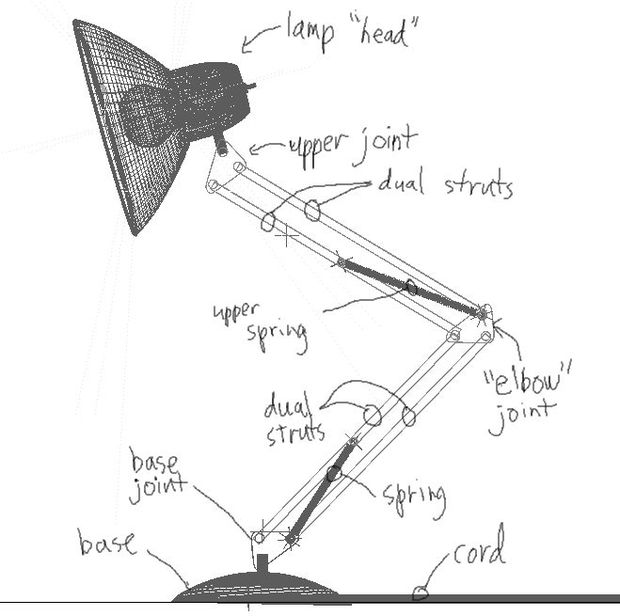 lamp "head"
upper joint
dual struts
upper
spring
"elbow"
joint
dual
struts
base
joint
spring
base
cord